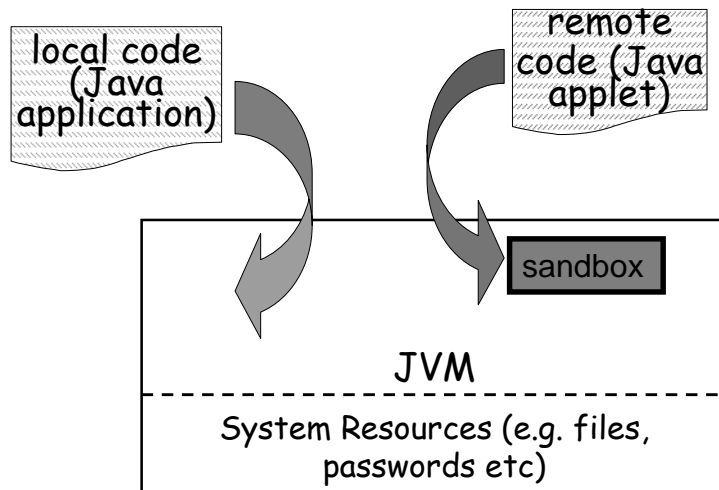 local code
(Java
application)
remote
code (Java
applet)
sandbox
JVM
System Resources (e.g. files,
passwords etc)